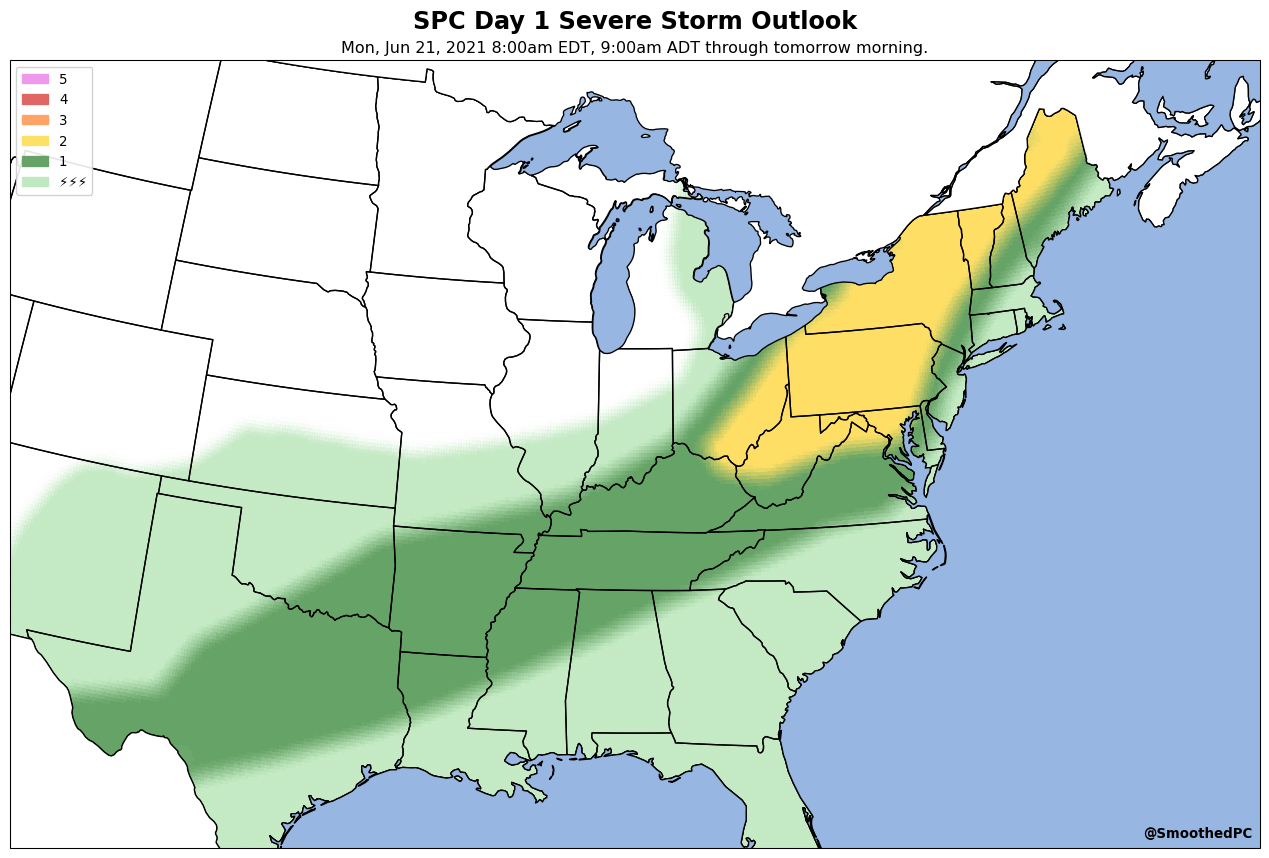 SPC Day 1 Severe Storm Outlook
Mon, Jun 21, 2021 8:00am EDT, 9:00am ADT through tomorrow morning.
5
4
3
2
1
⚡⚡⚡
@SmoothedPC